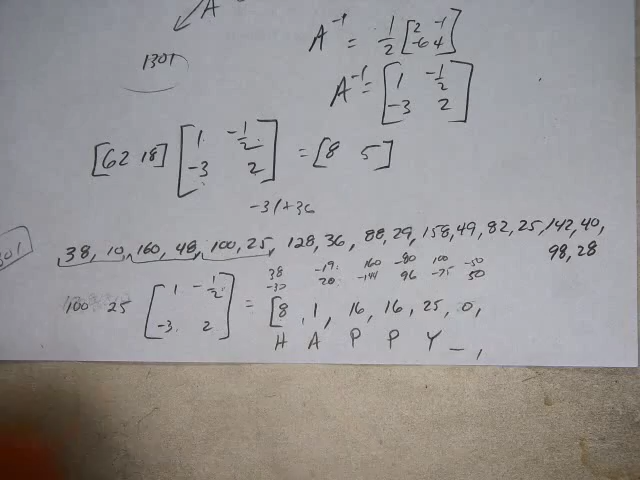 A
1301
A⁻¹ = 1/2 [2 -1
-6 4]
A⁻¹ = [1 -1/2
-3 2]
[62 18] [1 -1/2
-3 2] = [8 5]
-31+36
38, 10, 160, 48, 100, 25, 128, 36, 88, 29, 158, 49, 82, 25, 142, 40,
98, 28
38 -19 160 -80 100 -50
-30 20 -144 96 -75 50
100 25 [1 -1/2
-3 2] = [8, 1, 16, 16, 25, 0,
H A P P Y _,